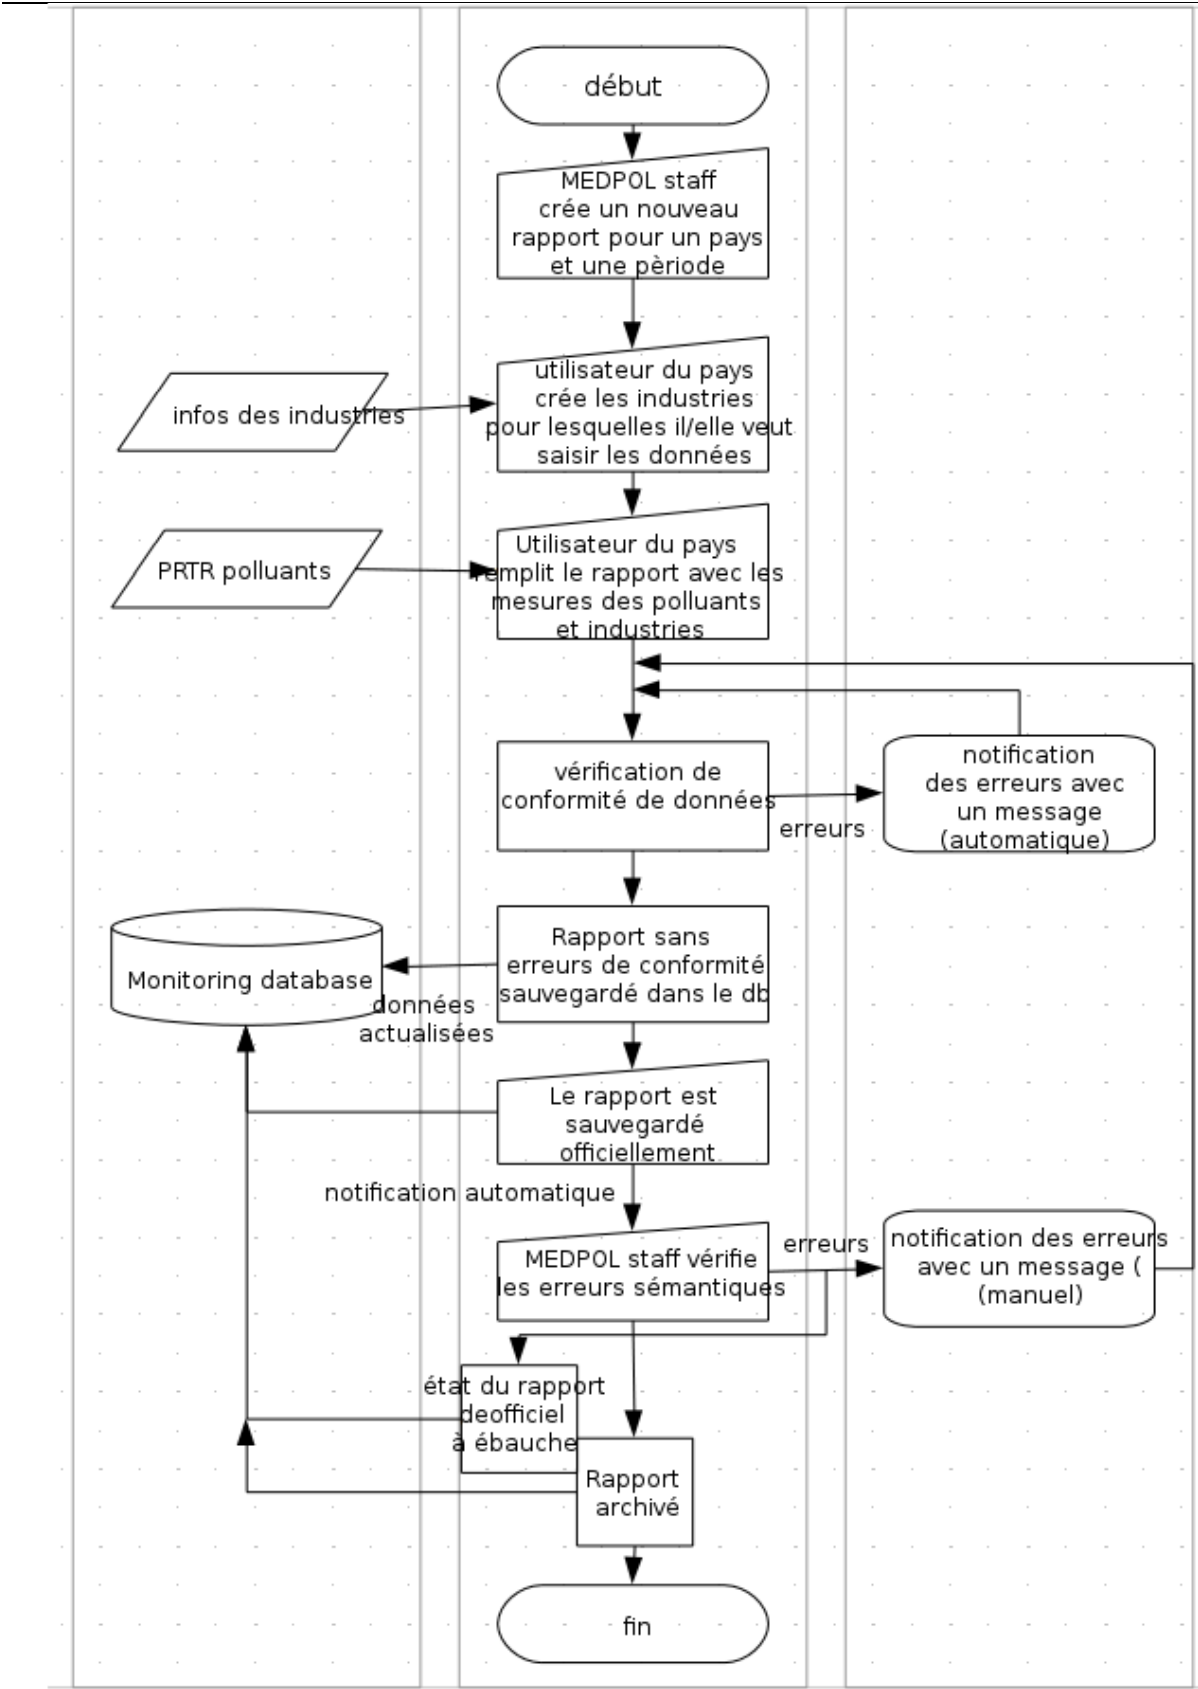 début
MEDPOL staff
crée un nouveau
rapport pour un pays
et une pèriode
utilisateur du pays
crée les industries
pour lesquelles il/elle veut
saisir les données
infos des industries
Utilisateur du pays
remplit le rapport avec les
mesures des polluants
et industries
PRTR polluants
vérification de
conformité de données
erreurs
notification
des erreurs avec
un message
(automatique)
Rapport sans
erreurs de conformité
sauvegardé dans le db
Monitoring database
données
actualisées
Le rapport est
sauvegardé
officiellement
notification automatique
MEDPOL staff vérifie
les erreurs sémantiques
erreurs
notification des erreurs
avec un message (
(manuel)
état du rapport
deofficiel
à ébauche
Rapport
archivé
fin